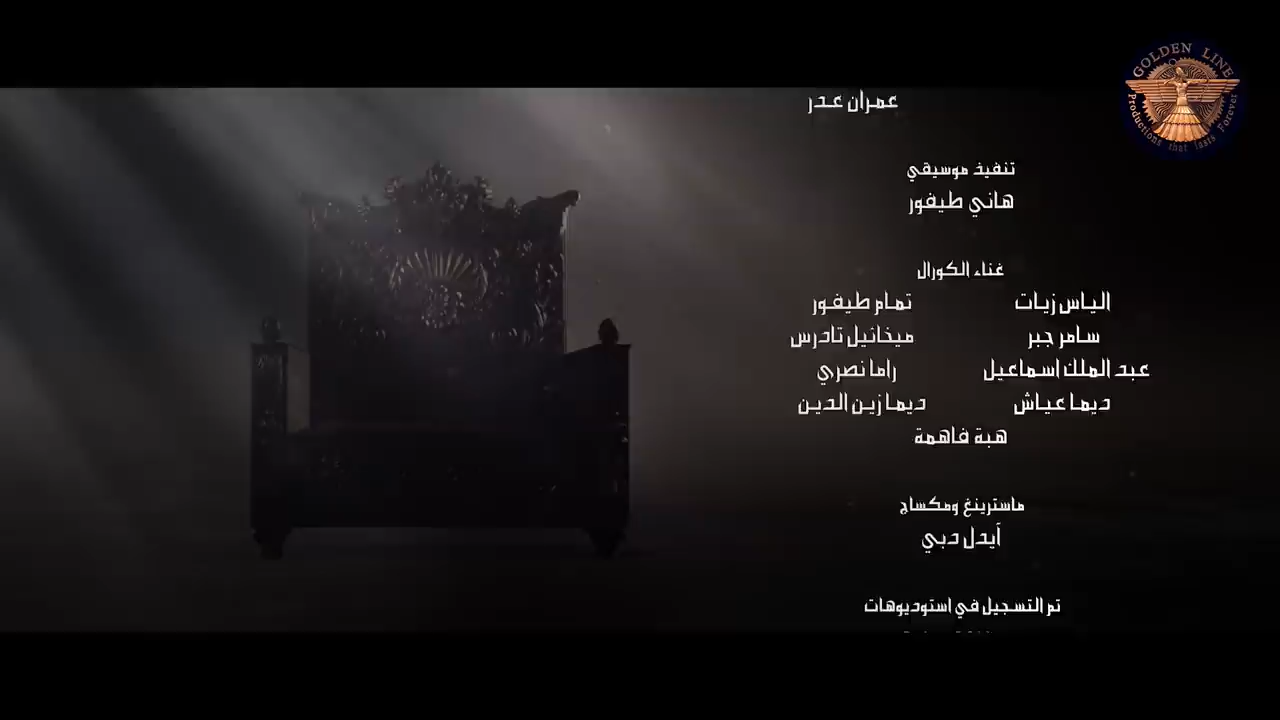 GOLDEN LINE
Productions that lasts Forever
عمران عدر
تنفيذ موسيقي
هاني طيفور
غناء الكورال
الياس زيات تمام طيفور
سامر جبر ميخائيل تادرس
عبد الملك اسماعيل راما نصري
ديما عياش ديما زين الدين
هبة فاهمة
ماسترينغ ومكساج
أيدل دبي
تم التسجيل في استوديوهات